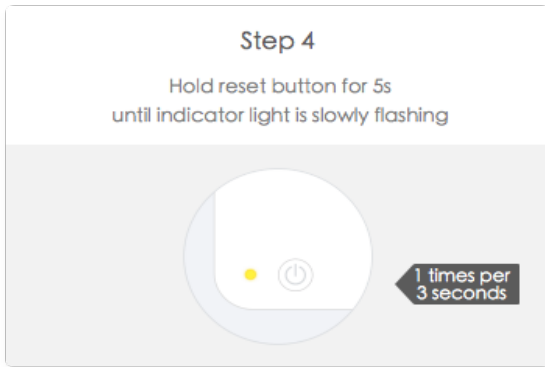 Step 4
Hold reset button for 5s
until indicator light is slowly flashing
1 times per
3 seconds